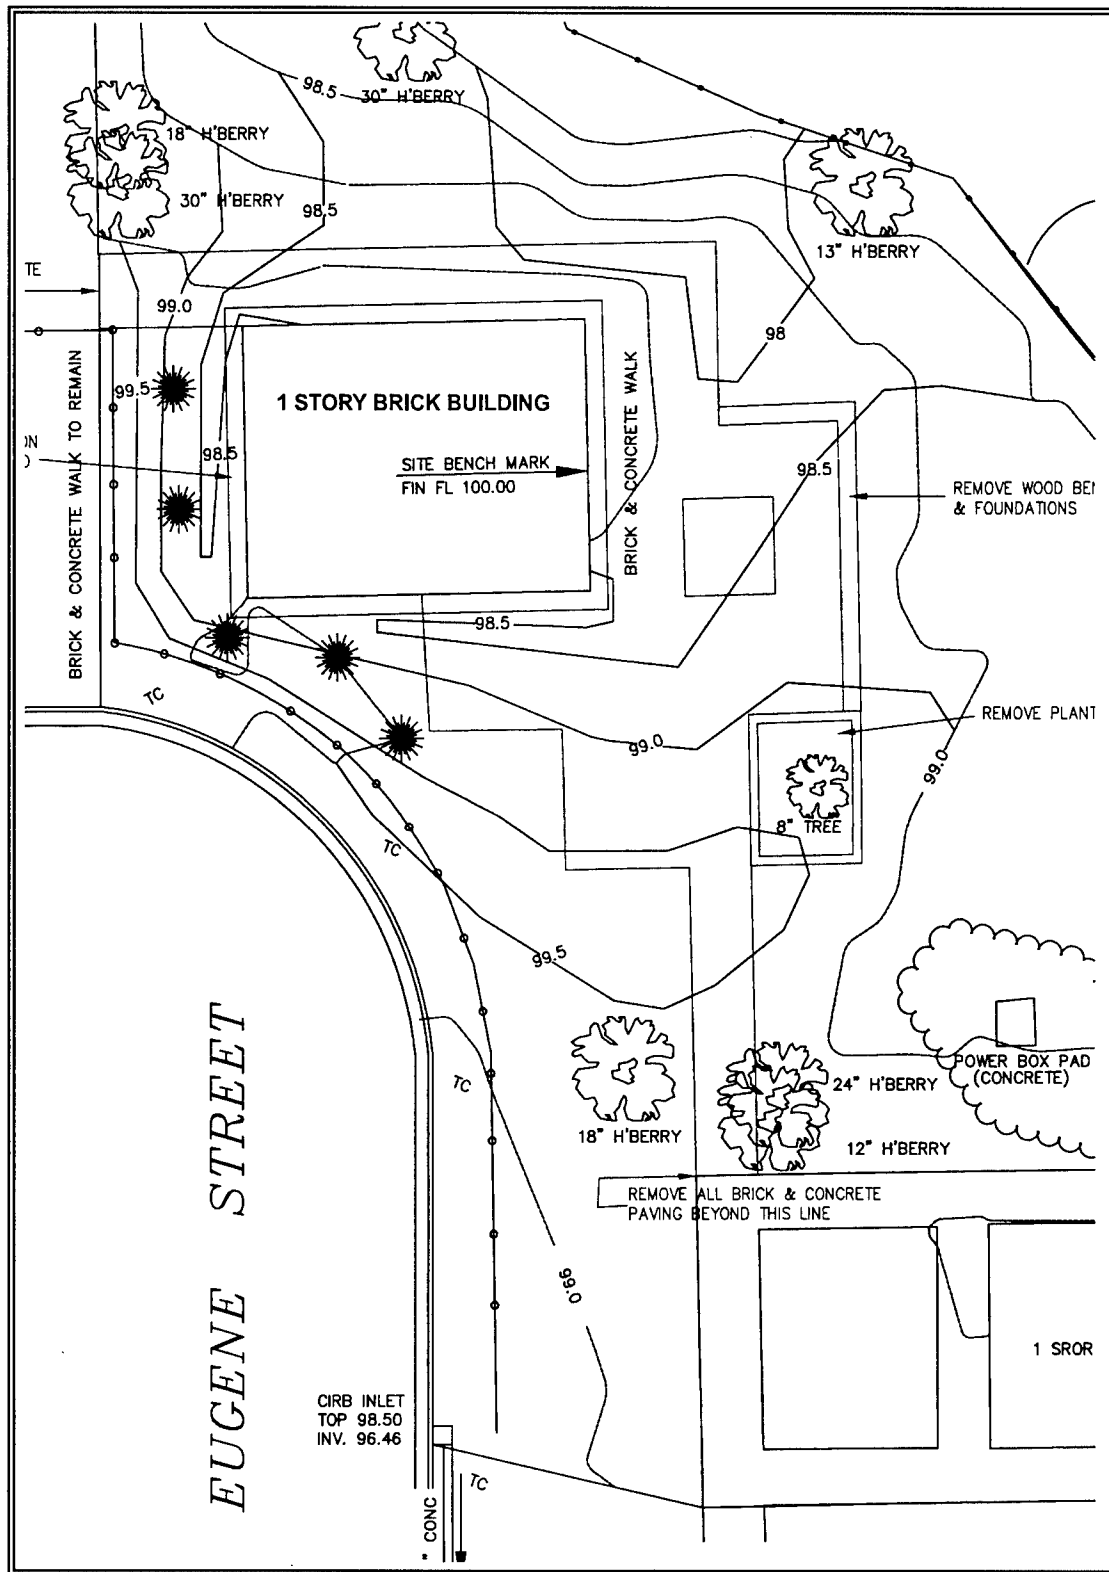 98.5
30" H'BERRY
18" H'BERRY
30" H'BERRY
98.5
13" H'BERRY
TE
99.0
98
BRICK & CONCRETE WALK TO REMAIN
99.5
1 STORY BRICK BUILDING
BRICK & CONCRETE WALK
98.5
SITE BENCH MARK
FIN FL 100.00
98.5
REMOVE WOOD BEN
& FOUNDATIONS
ON
)
98.5
TC
REMOVE PLANT
99.0
99.0
8" TREE
TC
99.5
EUGENE STREET
POWER BOX PAD
(CONCRETE)
TC
24" H'BERRY
18" H'BERRY
12" H'BERRY
REMOVE ALL BRICK & CONCRETE
PAVING BEYOND THIS LINE
99.0
1 SROR
CIRB INLET
TOP 98.50
INV. 96.46
TC
" CONC